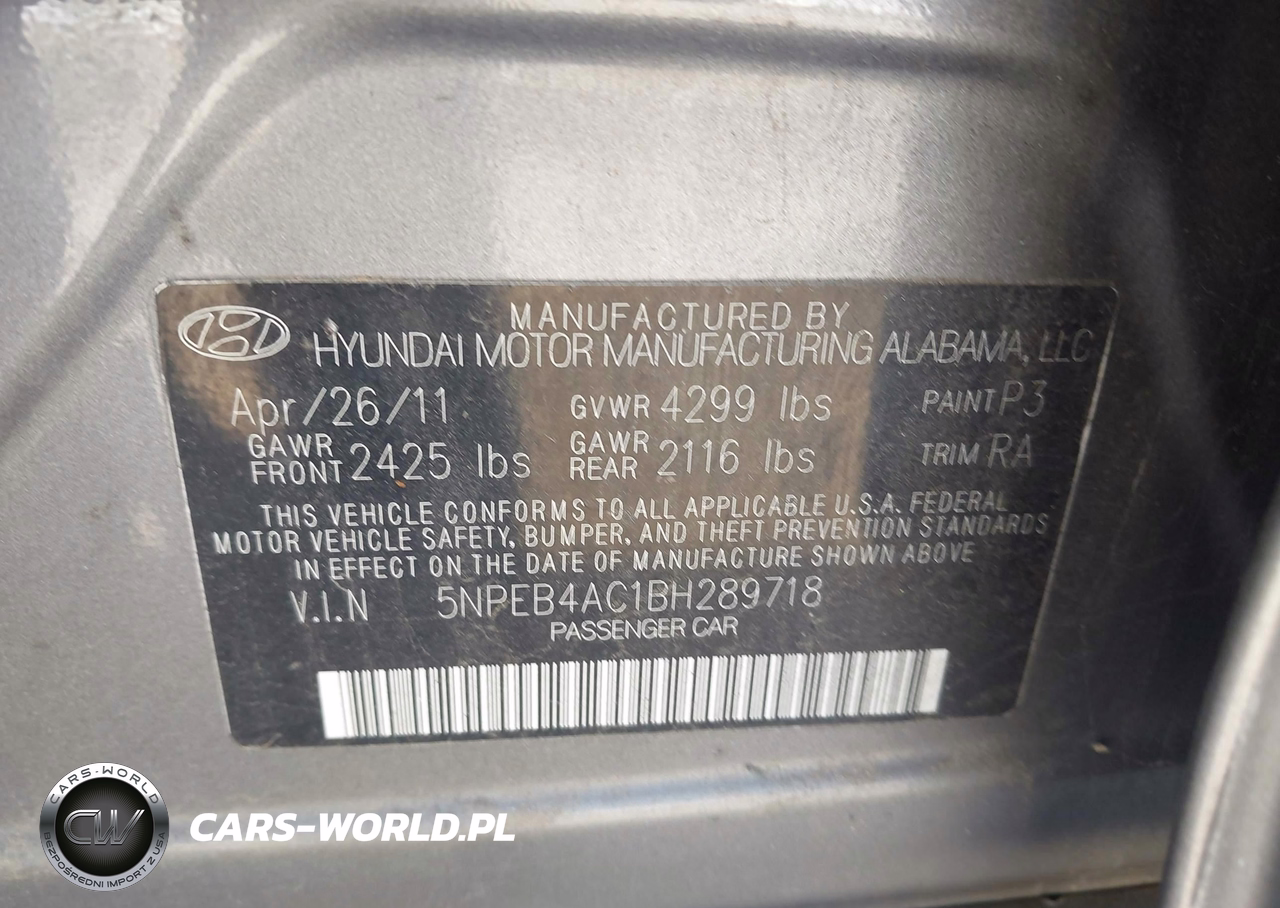 MANUFACTURED BY
HYUNDAI MOTOR MANUFACTURING ALABAMA, LLC
Apr/26/11 GVWR 4299 lbs PAINT P3
GAWR FRONT 2425 lbs GAWR REAR 2116 lbs TRIM RA
THIS VEHICLE CONFORMS TO ALL APPLICABLE U.S.A. FEDERAL
MOTOR VEHICLE SAFETY, BUMPER, AND THEFT PREVENTION STANDARDS
IN EFFECT ON THE DATE OF MANUFACTURE SHOWN ABOVE
V.I.N 5NPEB4AC1BH289718
PASSENGER CAR
CARS-WORLD
CW
BEZPOŚREDNI IMPORT Z USA
CARS-WORLD.PL